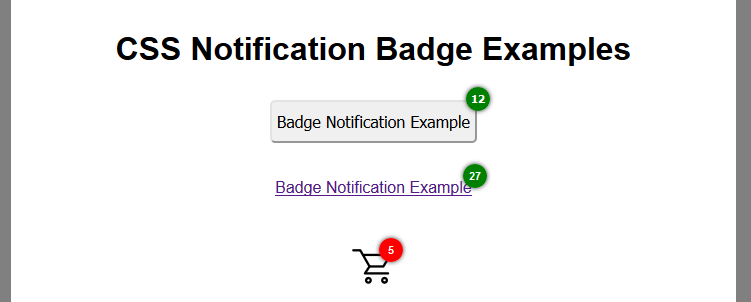 CSS Notification Badge Examples
12
Badge Notification Example
27
Badge Notification Example
5